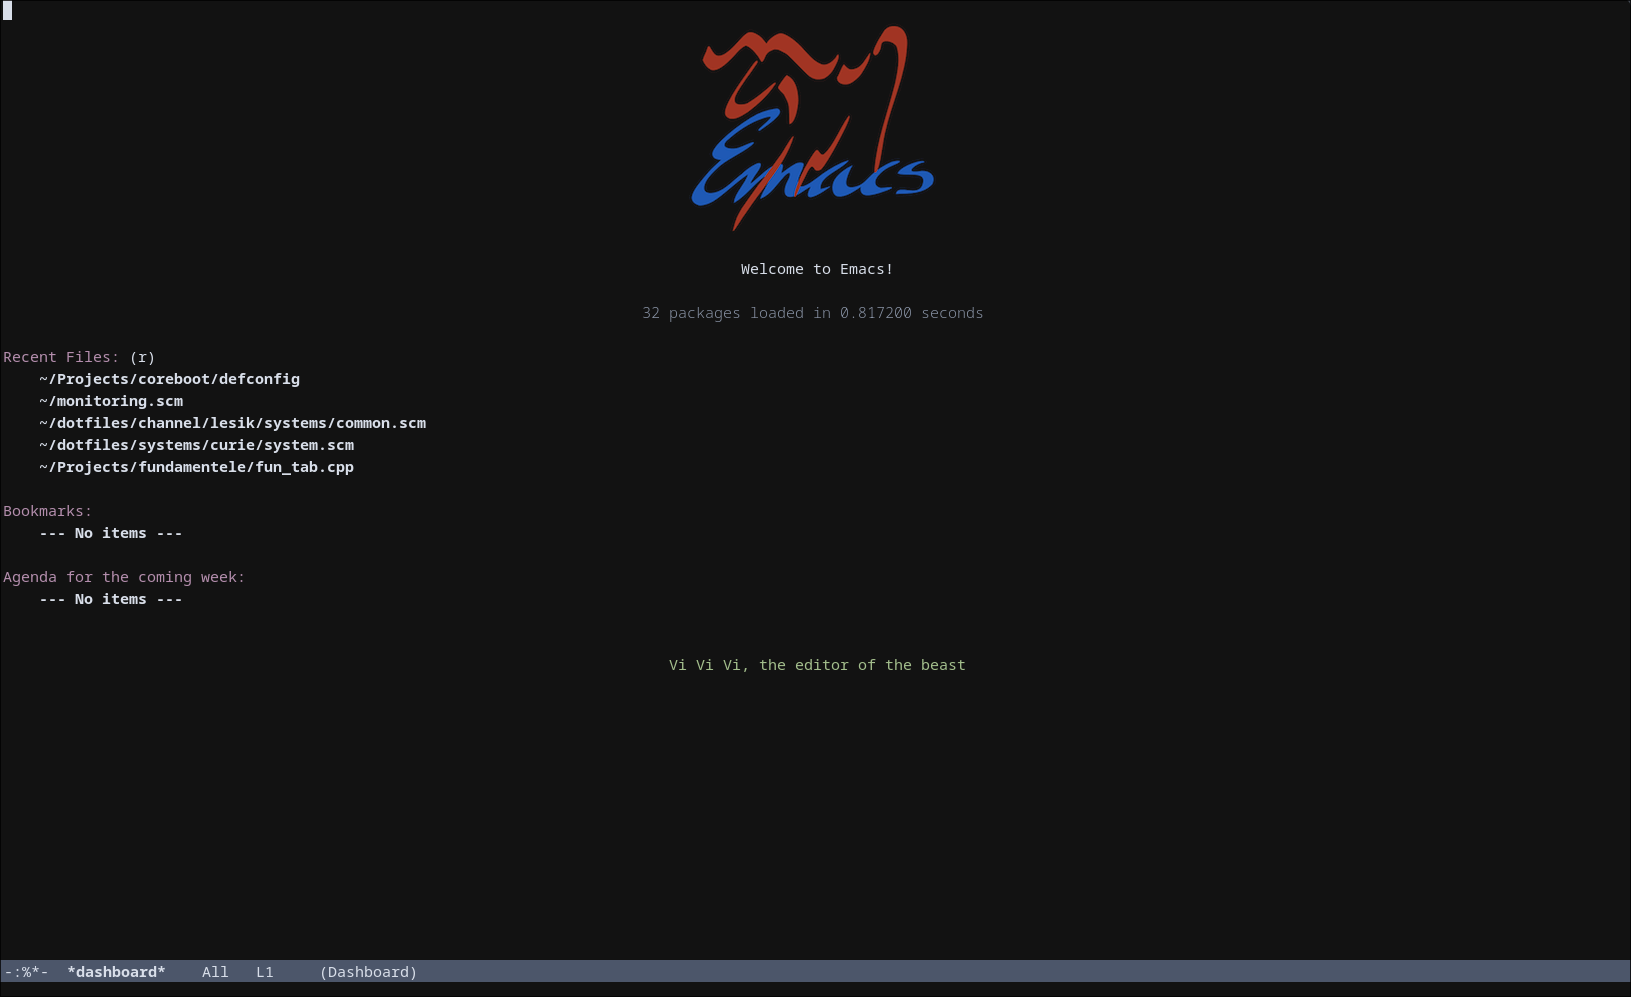 Emacs
Welcome to Emacs!
32 packages loaded in 0.817200 seconds
Recent Files: (r)
~/Projects/coreboot/defconfig
~/monitoring.scm
~/dotfiles/channel/lesik/systems/common.scm
~/dotfiles/systems/curie/system.scm
~/Projects/fundamentele/fun_tab.cpp
Bookmarks:
--- No items ---
Agenda for the coming week:
--- No items ---
Vi Vi Vi, the editor of the beast
-:%*-  *dashboard*    All   L1     (Dashboard)